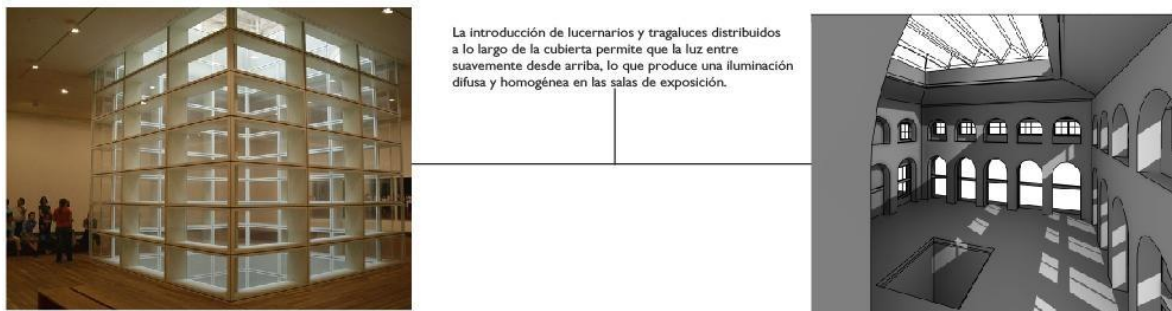 La introducción de lucernarios y tragaluces distribuidos
a lo largo de la cubierta permite que la luz entre
suavemente desde arriba, lo que produce una iluminación
difusa y homogénea en las salas de exposición.